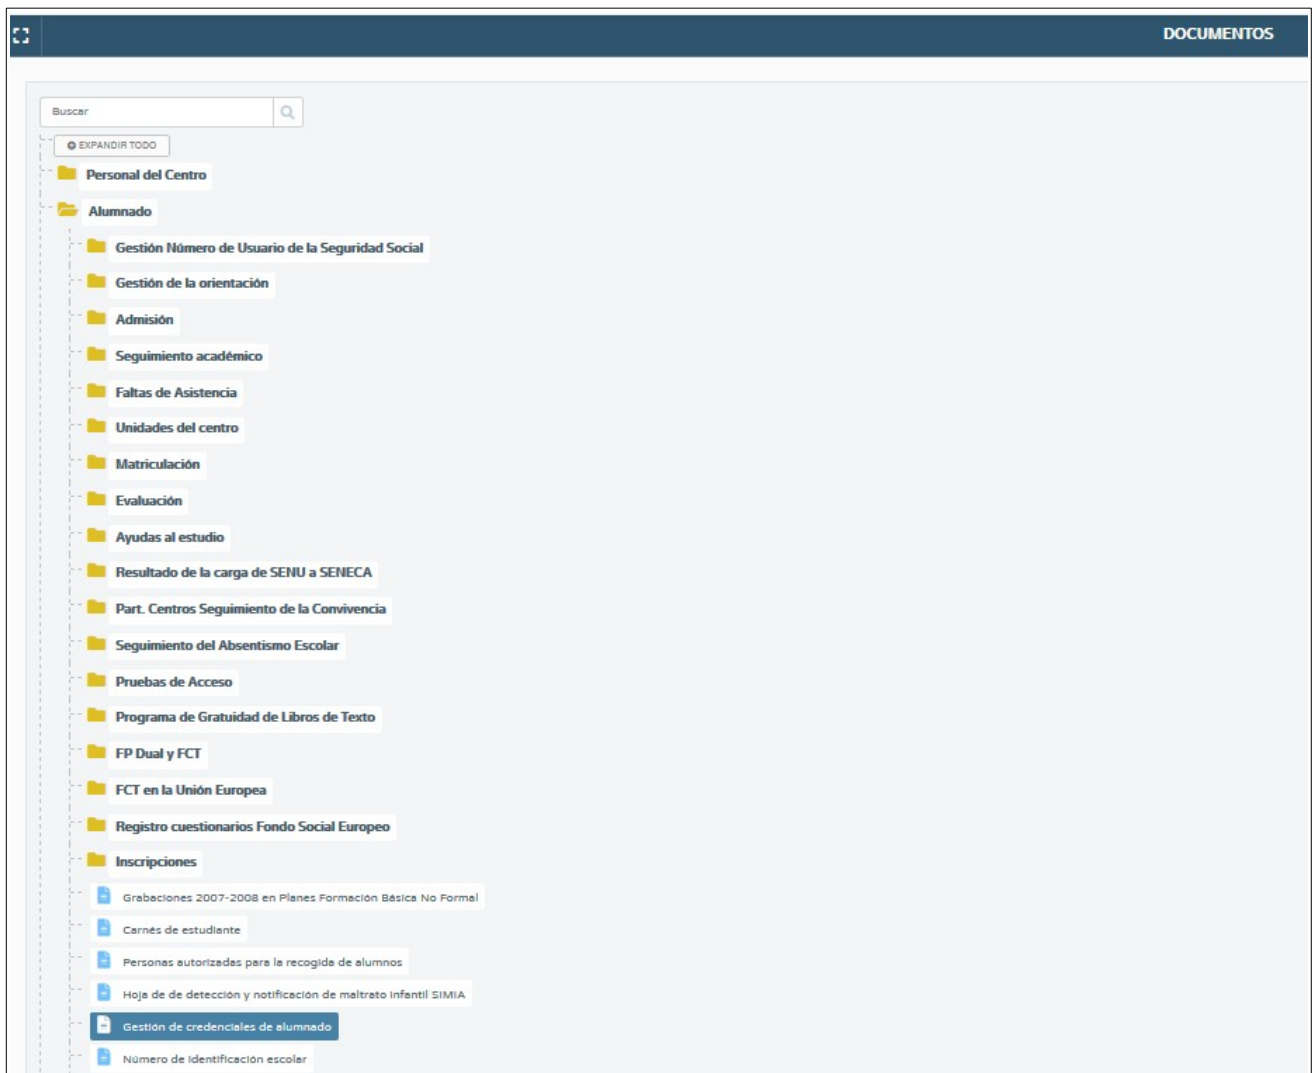 DOCUMENTOS
Buscar
EXPANDIR TODO
Personal del Centro
Alumnado
Gestión Número de Usuario de la Seguridad Social
Gestión de la orientación
Admisión
Seguimiento académico
Faltas de Asistencia
Unidades del centro
Matriculación
Evaluación
Ayudas al estudio
Resultado de la carga de SENU a SENECA
Part. Centros Seguimiento de la Convivencia
Seguimiento del Absentismo Escolar
Pruebas de Acceso
Programa de Gratuidad de Libros de Texto
FP Dual y FCT
FCT en la Unión Europea
Registro cuestionarios Fondo Social Europeo
Inscripciones
Grabaciones 2007-2008 en Planes Formación Básica No Formal
Carnés de estudiante
Personas autorizadas para la recogida de alumnos
Hoja de de detección y notificación de maltrato infantil SIMIA
Gestión de credenciales de alumnado
Número de identificación escolar